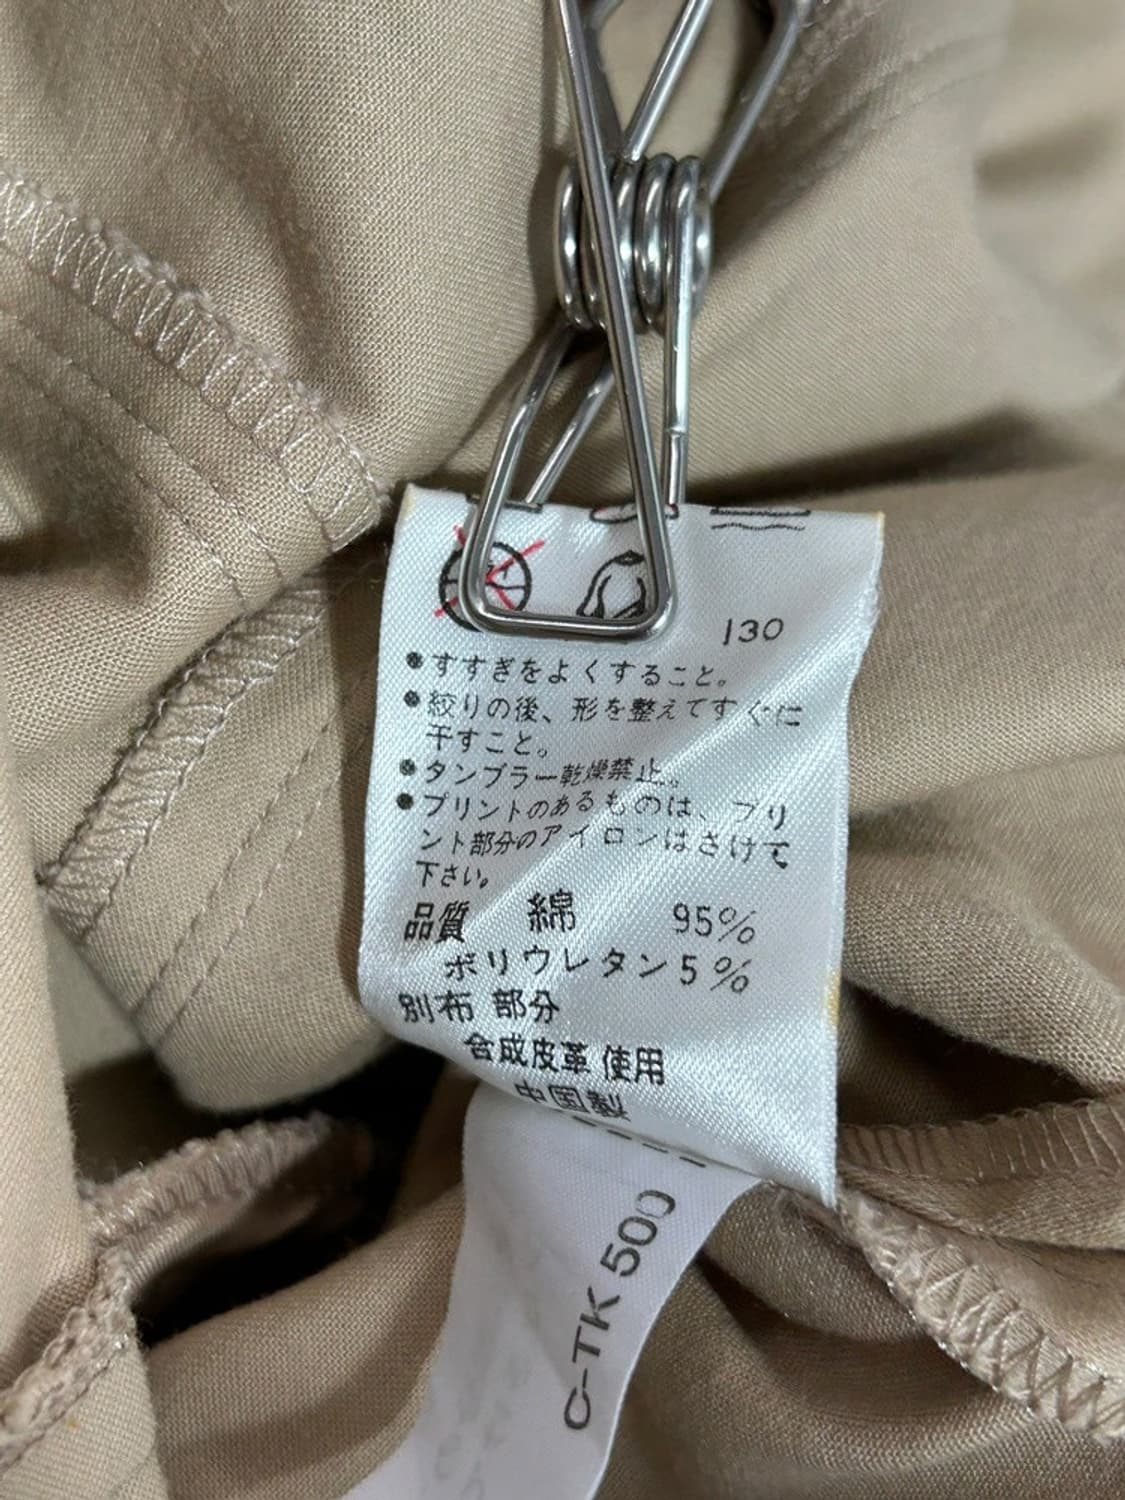 130
●すすぎをよくすること。
●絞りの後、形を整えてすぐに
干すこと。
●タンブラー乾燥禁止。
●プリントのあるものは、プリ
ント部分のアイロンはさけて
下さい。
品質 綿 95%
ポリウレタン 5%
別布部分
合成皮革使用
中国製
C-TK500